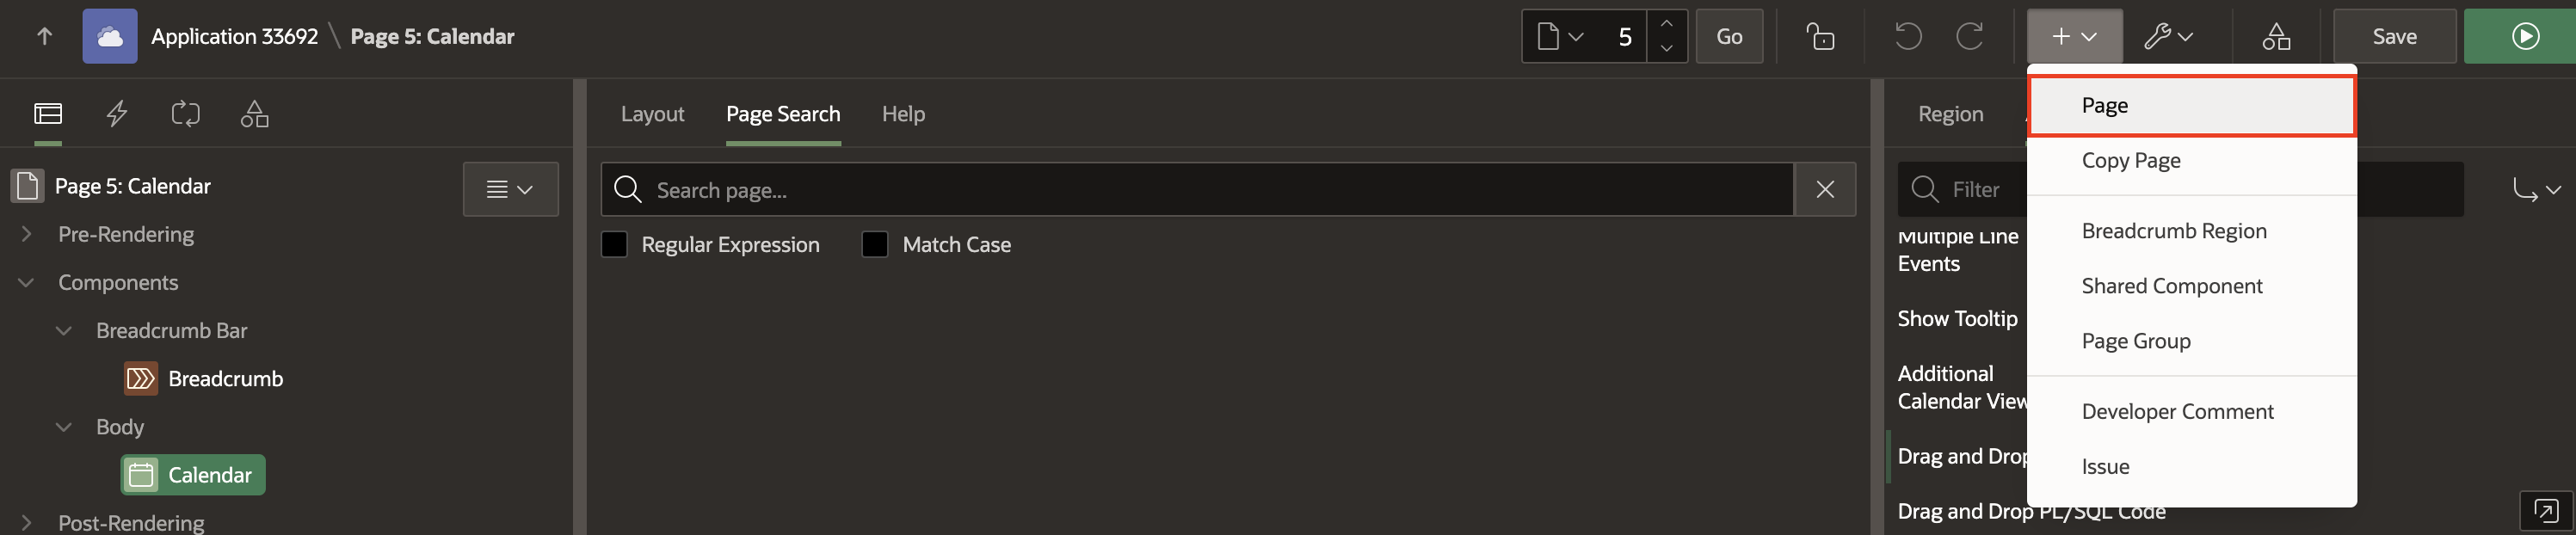 Application 33692 \ Page 5: Calendar
5
Go
Save
Page 5: Calendar
Pre-Rendering
Components
Breadcrumb Bar
Breadcrumb
Body
Calendar
Post-Rendering
Layout
Page Search
Help
Search page...
Regular Expression
Match Case
Region
Filter
Multiple Line
Events
Show Tooltip
Additional
Calendar View
Drag and Drop
Drag and Drop PL/SQL Code
Page
Copy Page
Breadcrumb Region
Shared Component
Page Group
Developer Comment
Issue